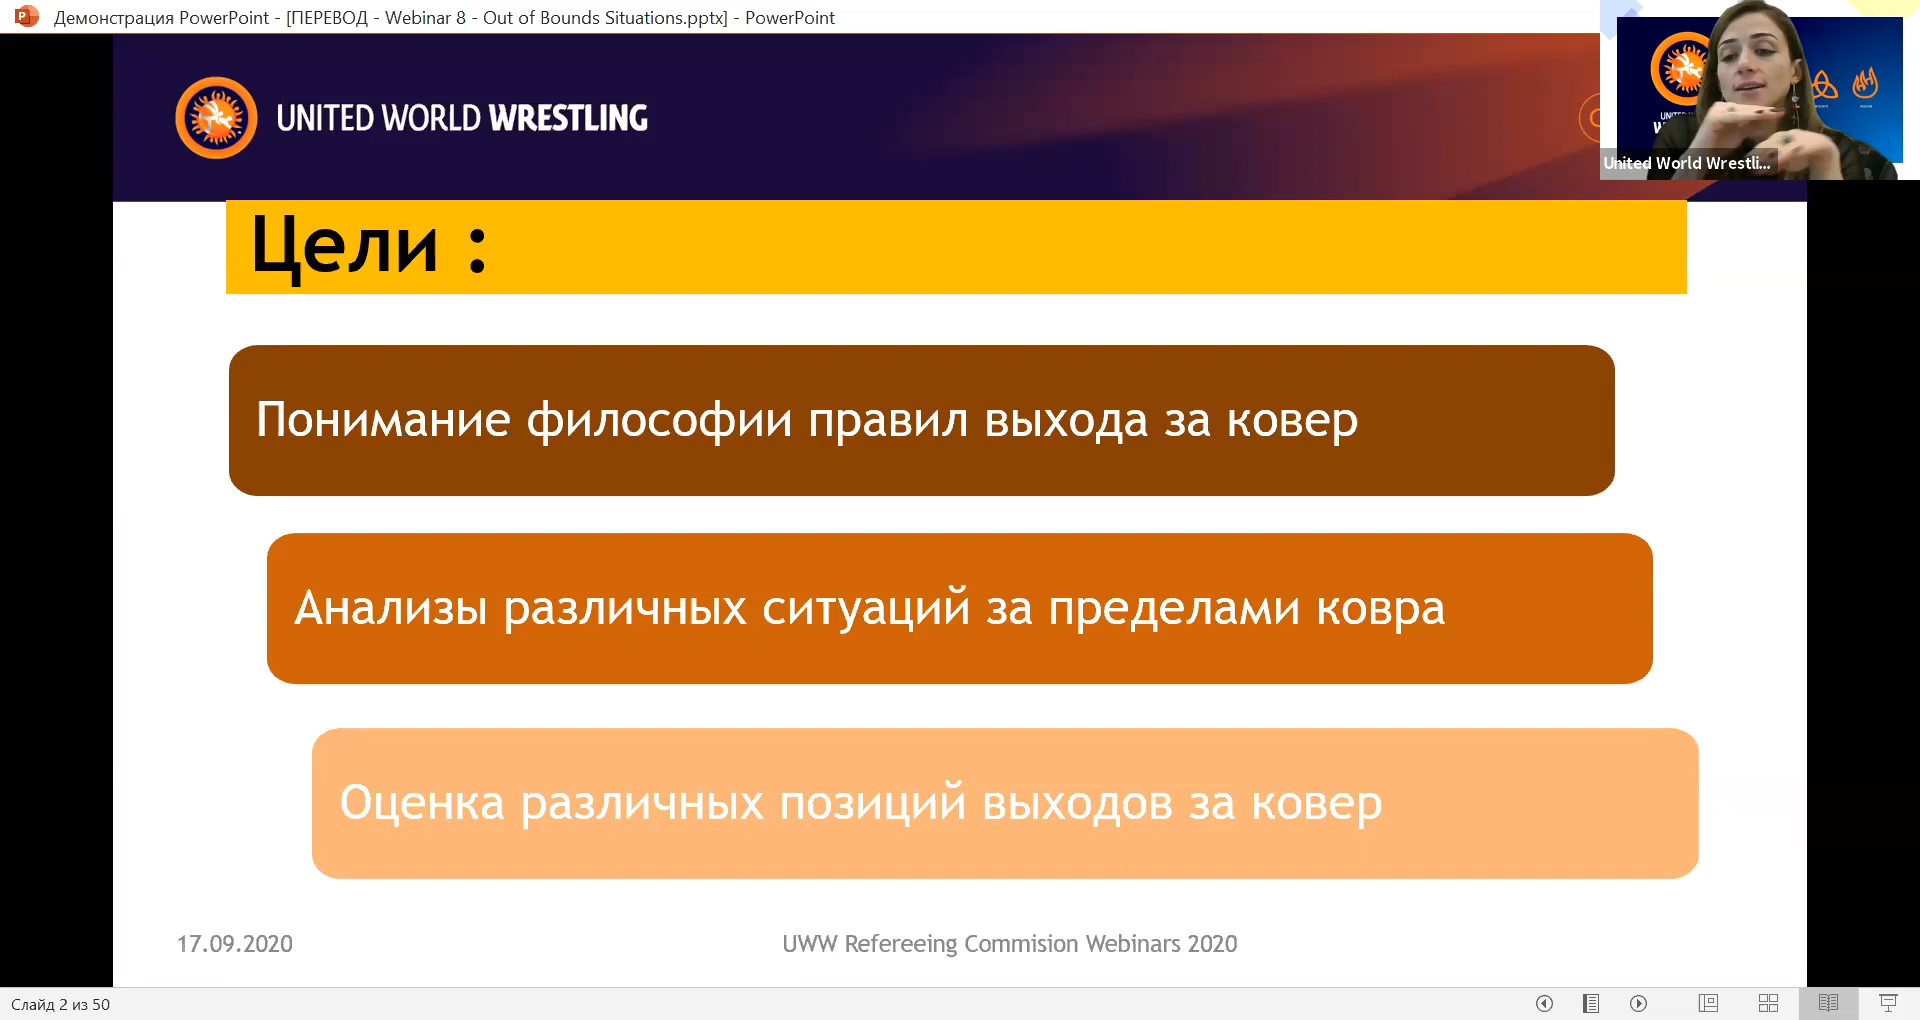 Демонстрация PowerPoint - [ПЕРЕВОД - Webinar 8 - Out of Bounds Situations.pptx] - PowerPoint
UNITED WORLD WRESTLING
United World Wrestli...
Цели :
Понимание философии правил выхода за ковер
Анализы различных ситуаций за пределами ковра
Оценка различных позиций выходов за ковер
17.09.2020
UWW Refereeing Commision Webinars 2020
Слайд 2 из 50